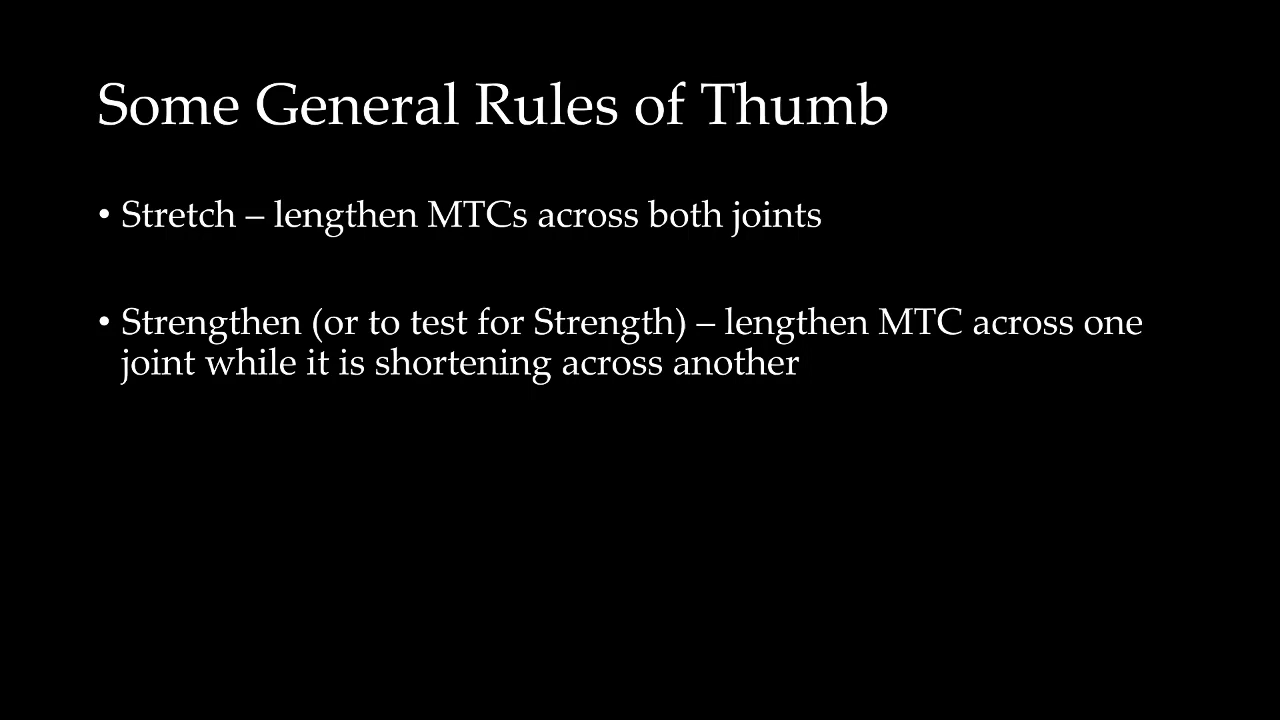 Some General Rules of Thumb
• Stretch – lengthen MTCs across both joints
• Strengthen (or to test for Strength) – lengthen MTC across one
joint while it is shortening across another